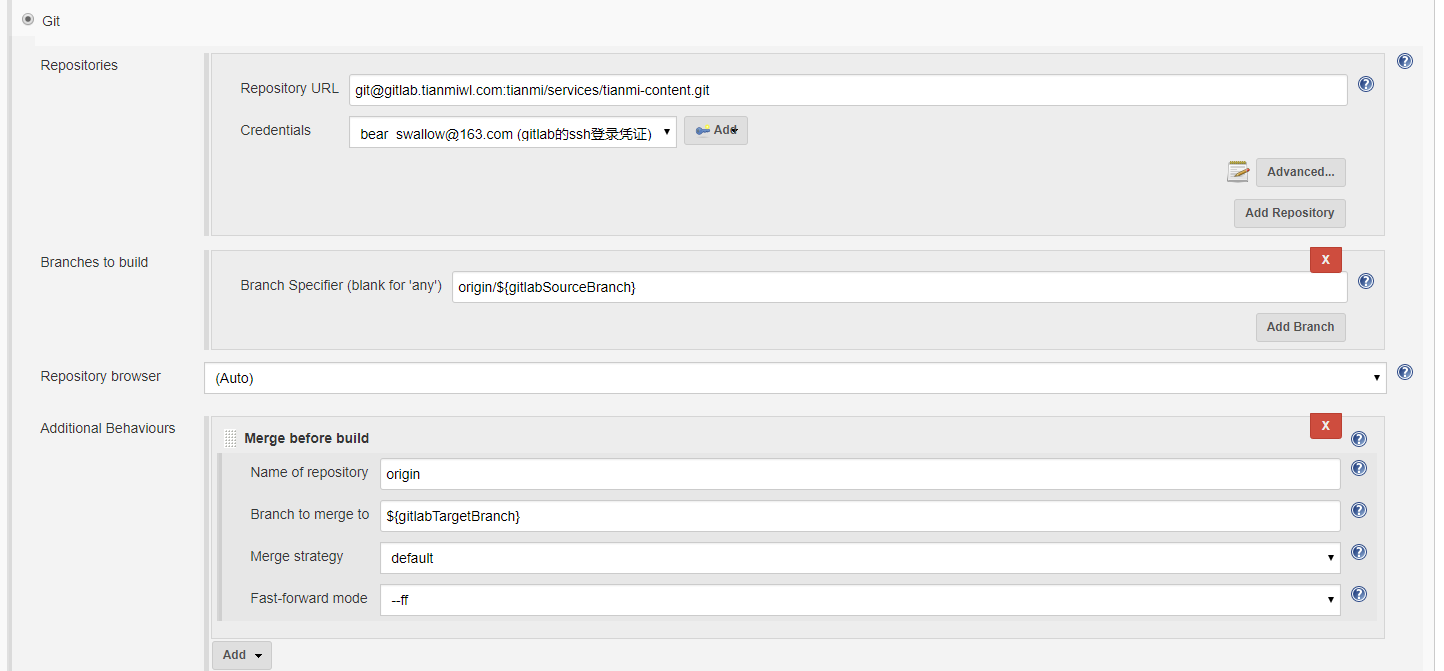 Git
Repositories
Repository URL git@gitlab.tianmiwl.com:tianmi/services/tianmi-content.git
Credentials bear_swallow@163.com (gitlab的ssh登录凭证) Add
Advanced...
Add Repository
Branches to build
X
Branch Specifier (blank for 'any') origin/${gitlabSourceBranch}
Add Branch
Repository browser (Auto)
Additional Behaviours
X
Merge before build
Name of repository origin
Branch to merge to ${gitlabTargetBranch}
Merge strategy default
Fast-forward mode --ff
Add